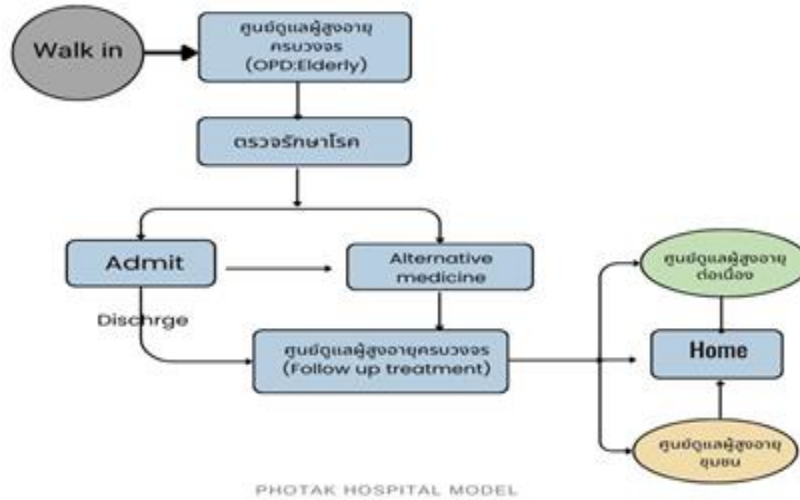 Walk in
ศูนย์ดูแลผู้สูงอายุ
ครบวงจร
(OPD:Elderly)
ตรวจรักษาโรค
Admit
Alternative
medicine
Dischrge
ศูนย์ดูแลผู้สูงอายุครบวงจร
(Follow up treatment)
ศูนย์ดูแลผู้สูงอายุ
ต่อเนื่อง
Home
ศูนย์ดูแลผู้สูงอายุ
ชุมชน
PHOTAK HOSPITAL MODEL